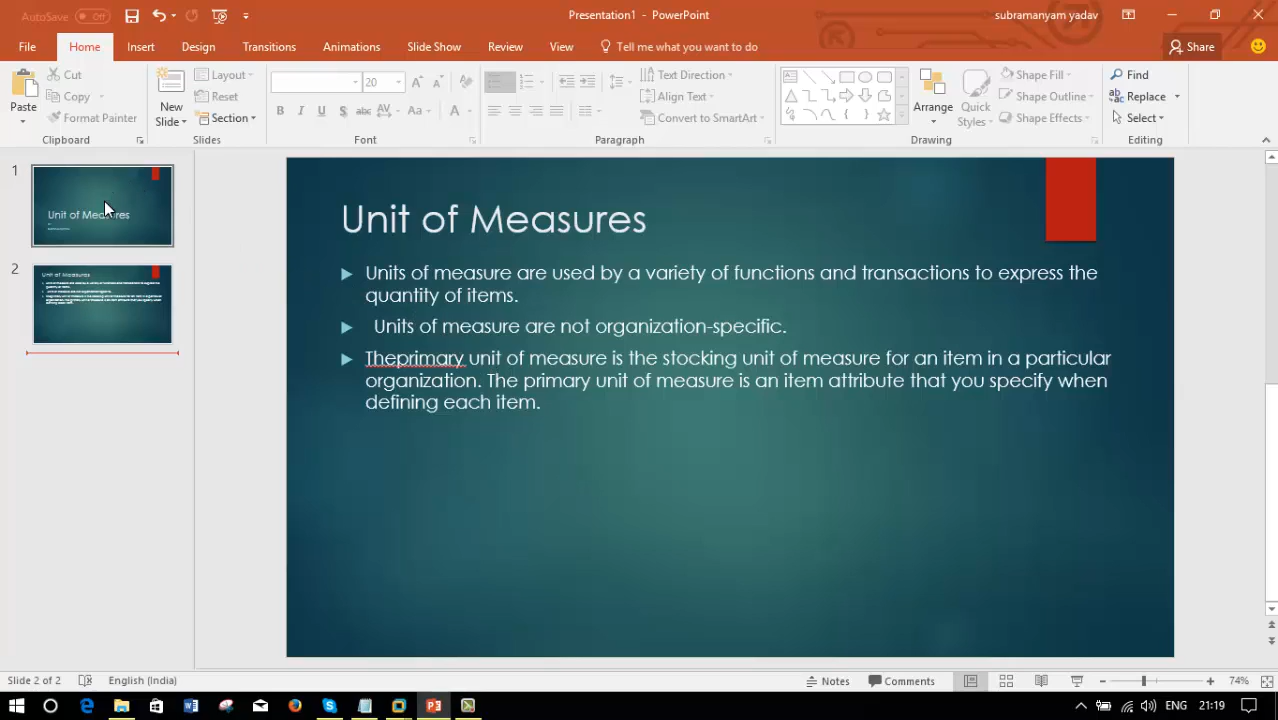 AutoSave Off
Presentation1 - PowerPoint
subramanyam yadav
File Home Insert Design Transitions Animations Slide Show Review View Tell me what you want to do Share
Paste
Cut
Copy
Format Painter
Clipboard
New Slide
Layout
Reset
Section
Slides
20
B I U S abc AV Aa A
Font
Text Direction
Align Text
Convert to SmartArt
Paragraph
Arrange
Quick Styles
Shape Fill
Shape Outline
Shape Effects
Drawing
Find
Replace
Select
Editing
1
Unit of Measures
2
Unit of Measures
Unit of Measures
Units of measure are used by a variety of functions and transactions to express the
quantity of items.
Units of measure are not organization-specific.
Theprimary unit of measure is the stocking unit of measure for an item in a particular
organization. The primary unit of measure is an item attribute that you specify when
defining each item.
Slide 2 of 2 English (India) Notes Comments 74%
ENG 21:19